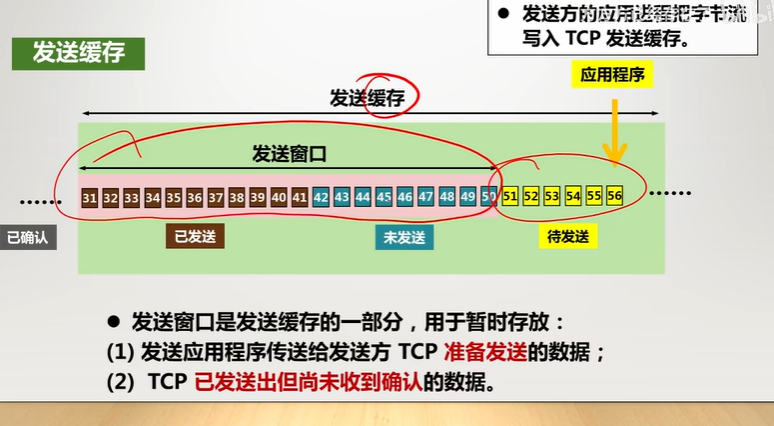 ● 发送方的应用进程把字节流
写入 TCP 发送缓存。
发送缓存
应用程序
发送缓存
发送窗口
······ 31 32 33 34 35 36 37 38 39 40 41 42 43 44 45 46 47 48 49 50 51 52 53 54 55 56 ······
已确认 已发送 未发送 待发送
● 发送窗口是发送缓存的一部分，用于暂时存放：
(1) 发送应用程序传送给发送方 TCP 准备发送的数据；
(2) TCP 已发送出但尚未收到确认的数据。